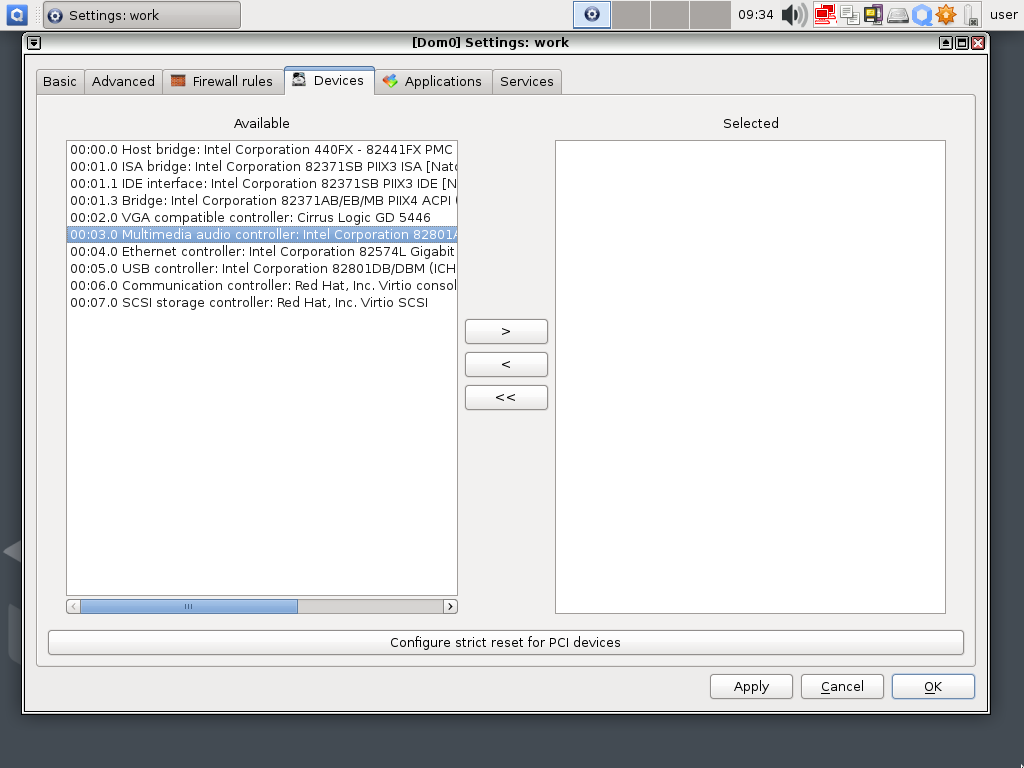 Settings: work
09:34
user
[Dom0] Settings: work
Basic
Advanced
Firewall rules
Devices
Applications
Services
Available
Selected
00:00.0 Host bridge: Intel Corporation 440FX - 82441FX PMC
00:01.0 ISA bridge: Intel Corporation 82371SB PIIX3 ISA
00:01.1 IDE interface: Intel Corporation 82371SB PIIX3 IDE [N
00:01.3 Bridge: Intel Corporation 82371AB/EB/MB PIIX4 ACPI (
00:02.0 VGA compatible controller: Cirrus Logic GD 5446
00:03.0 Multimedia audio controller: Intel Corporation 82801A
00:04.0 Ethernet controller: Intel Corporation 82574L Gigabit
00:05.0 USB controller: Intel Corporation 82801DB/DBM (ICH
00:06.0 Communication controller: Red Hat, Inc. Virtio consol
00:07.0 SCSI storage controller: Red Hat, Inc. Virtio SCSI
>
<
<<
Configure strict reset for PCI devices
Apply
Cancel
OK